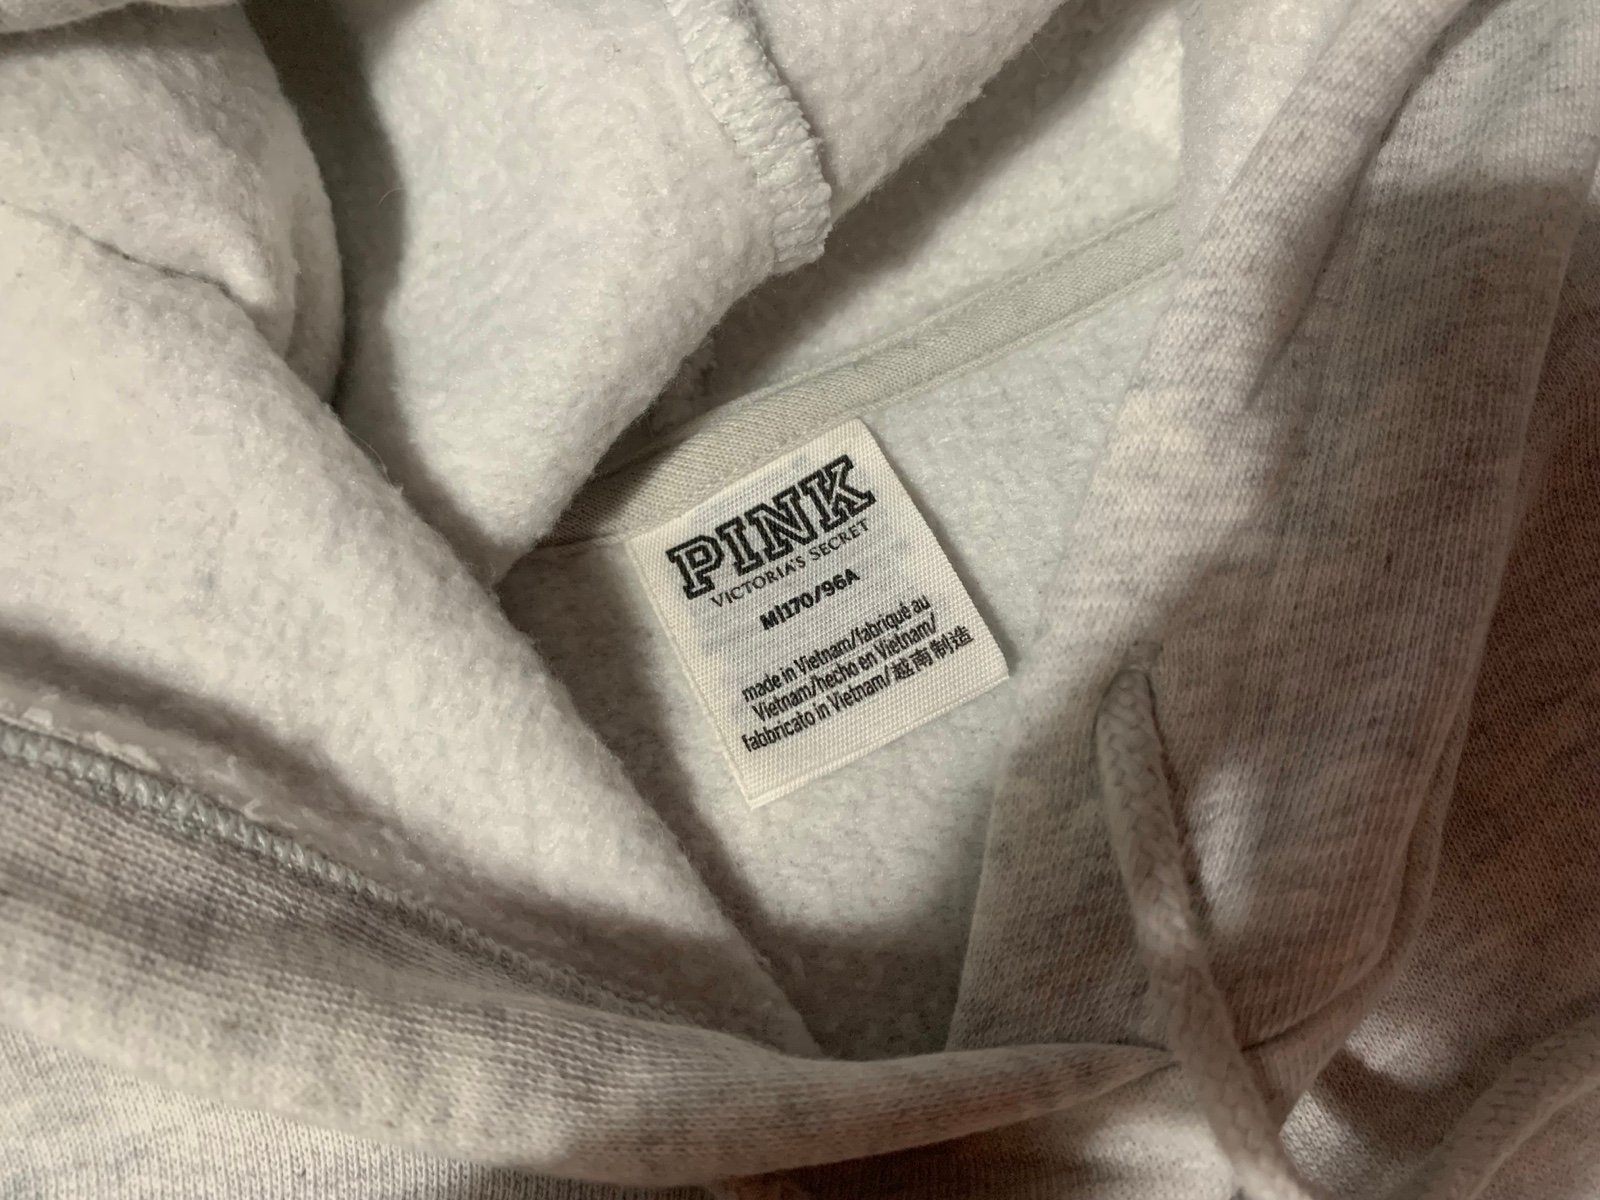 PINK
VICTORIA'S SECRET
M|170/96A
made in Vietnam/fabriqué au
Vietnam/hecho en Vietnam/
fabbricato in Vietnam/越南制造